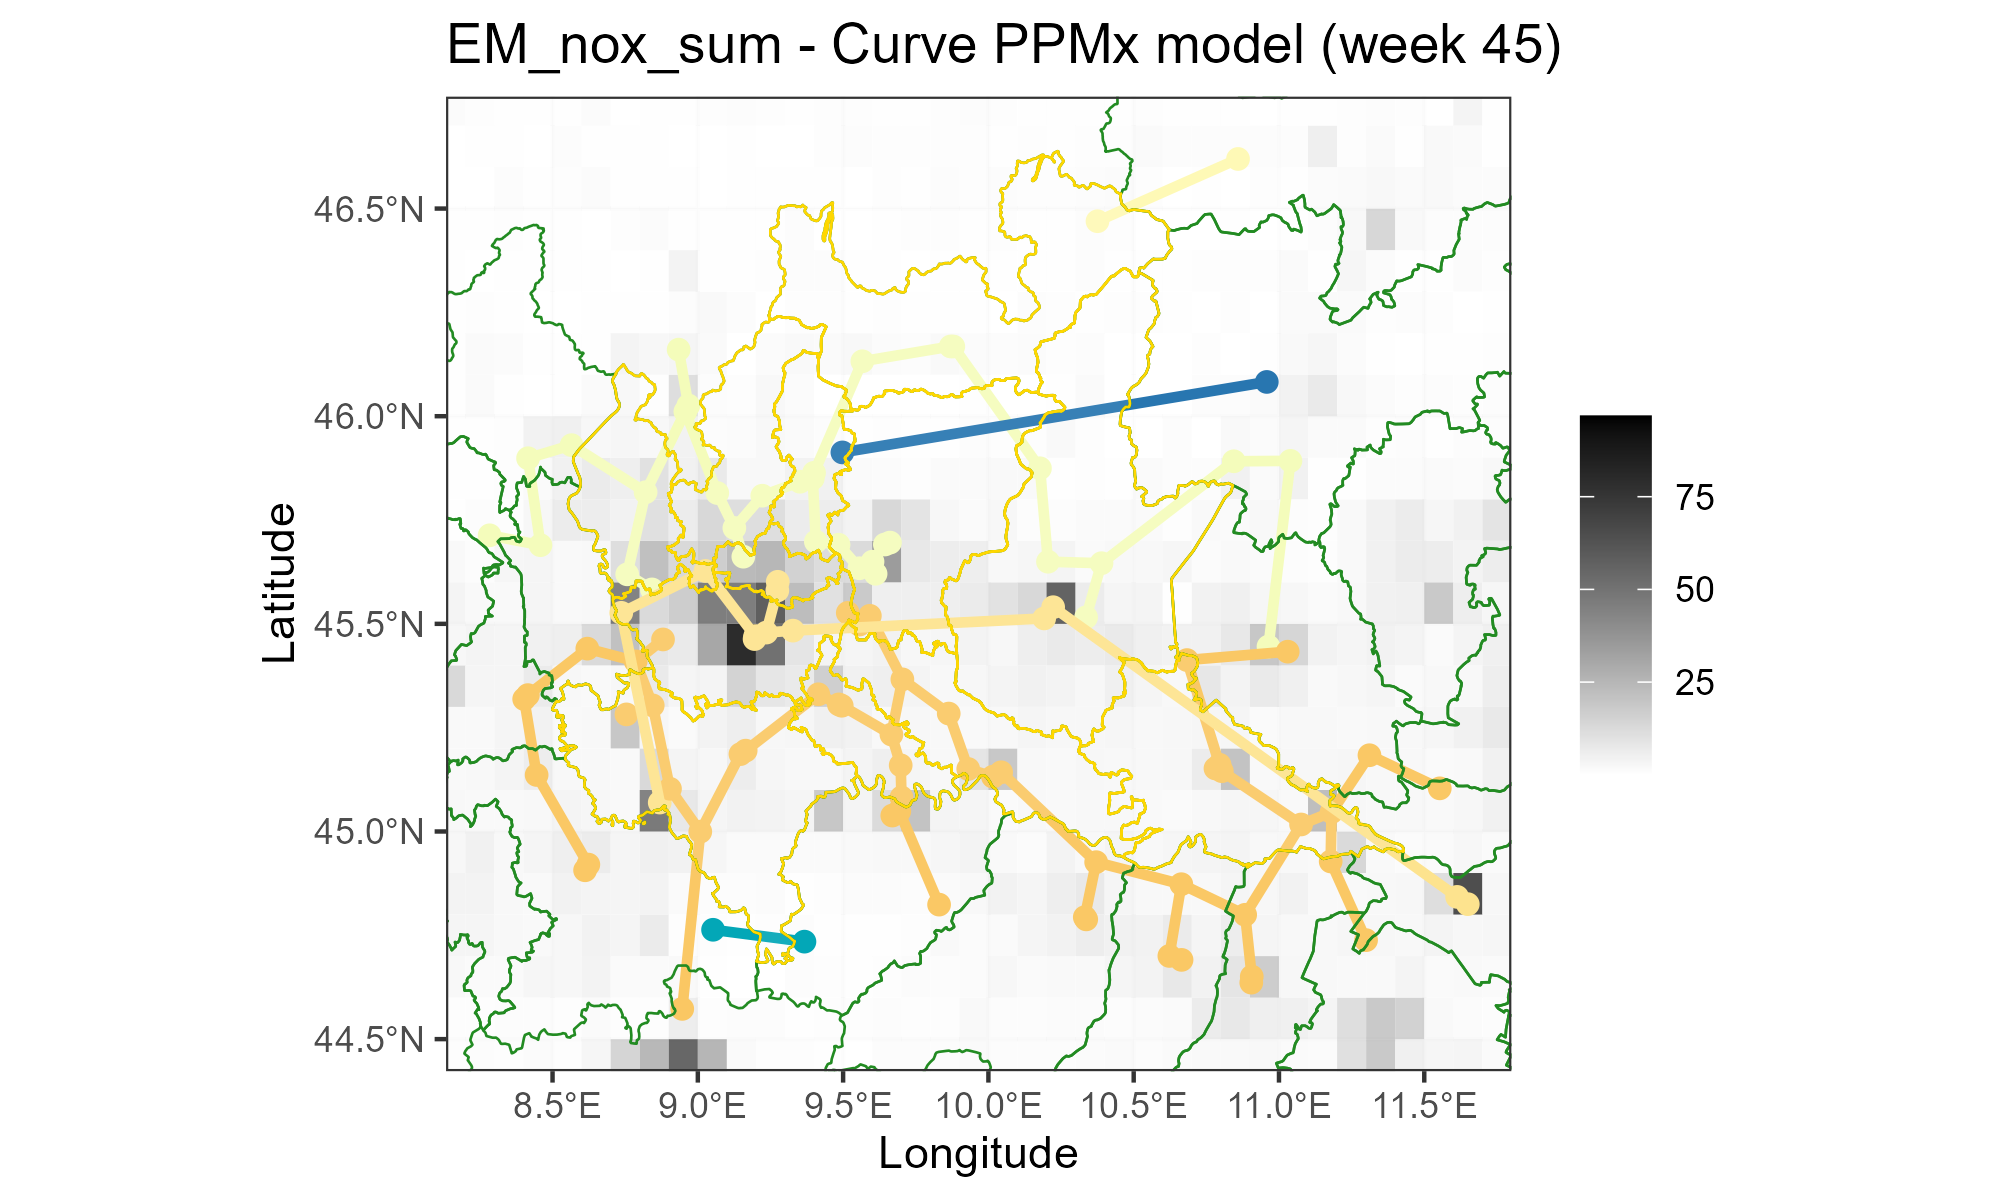 EM_nox_sum - Curve PPMx model (week 45)
46.5°N
46.0°N
45.5°N
45.0°N
44.5°N
Latitude
8.5°E 9.0°E 9.5°E 10.0°E 10.5°E 11.0°E 11.5°E
Longitude
75
50
25